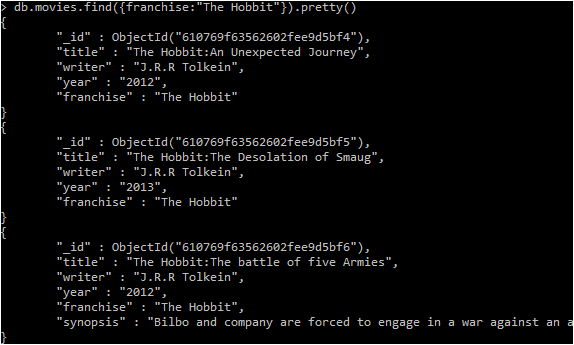 > db.movies.find({franchise:"The Hobbit"}).pretty()
{
"_id" : ObjectId("610769f63562602fee9d5bf4"),
"title" : "The Hobbit:An Unexpected Journey",
"writer" : "J.R.R Tolkein",
"year" : "2012",
"franchise" : "The Hobbit"
}
{
"_id" : ObjectId("610769f63562602fee9d5bf5"),
"title" : "The Hobbit:The Desolation of Smaug",
"writer" : "J.R.R Tolkein",
"year" : "2013",
"franchise" : "The Hobbit"
}
{
"_id" : ObjectId("610769f63562602fee9d5bf6"),
"title" : "The Hobbit:The battle of five Armies",
"writer" : "J.R.R Tolkein",
"year" : "2012",
"franchise" : "The Hobbit",
"synopsis" : "Bilbo and company are forced to engage in a war against an a
}